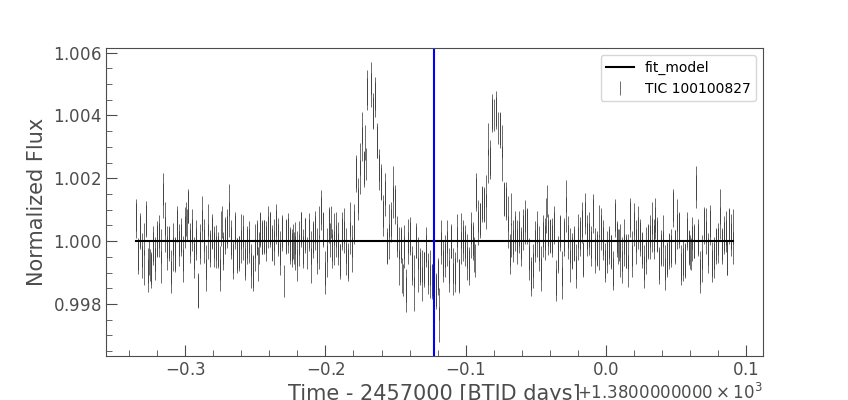 1.006
1.004
1.002
1.000
0.998
Normalized Flux
fit_model
TIC 100100827
−0.3
−0.2
−0.1
0.0
0.1
Time - 2457000 [BTJD days]
+1.3800000000 × 10³